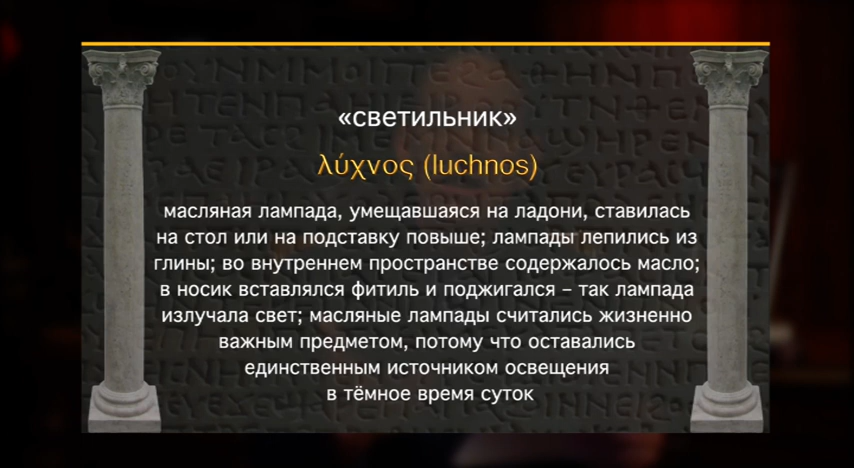 «светильник»
λύχνος (luchnos)
масляная лампада, умещавшаяся на ладони, ставилась
на стол или на подставку повыше; лампады лепились из
глины; во внутреннем пространстве содержалось масло;
в носик вставлялся фитиль и поджигался – так лампада
излучала свет; масляные лампады считались жизненно
важным предметом, потому что оставались
единственным источником освещения
в тёмное время суток